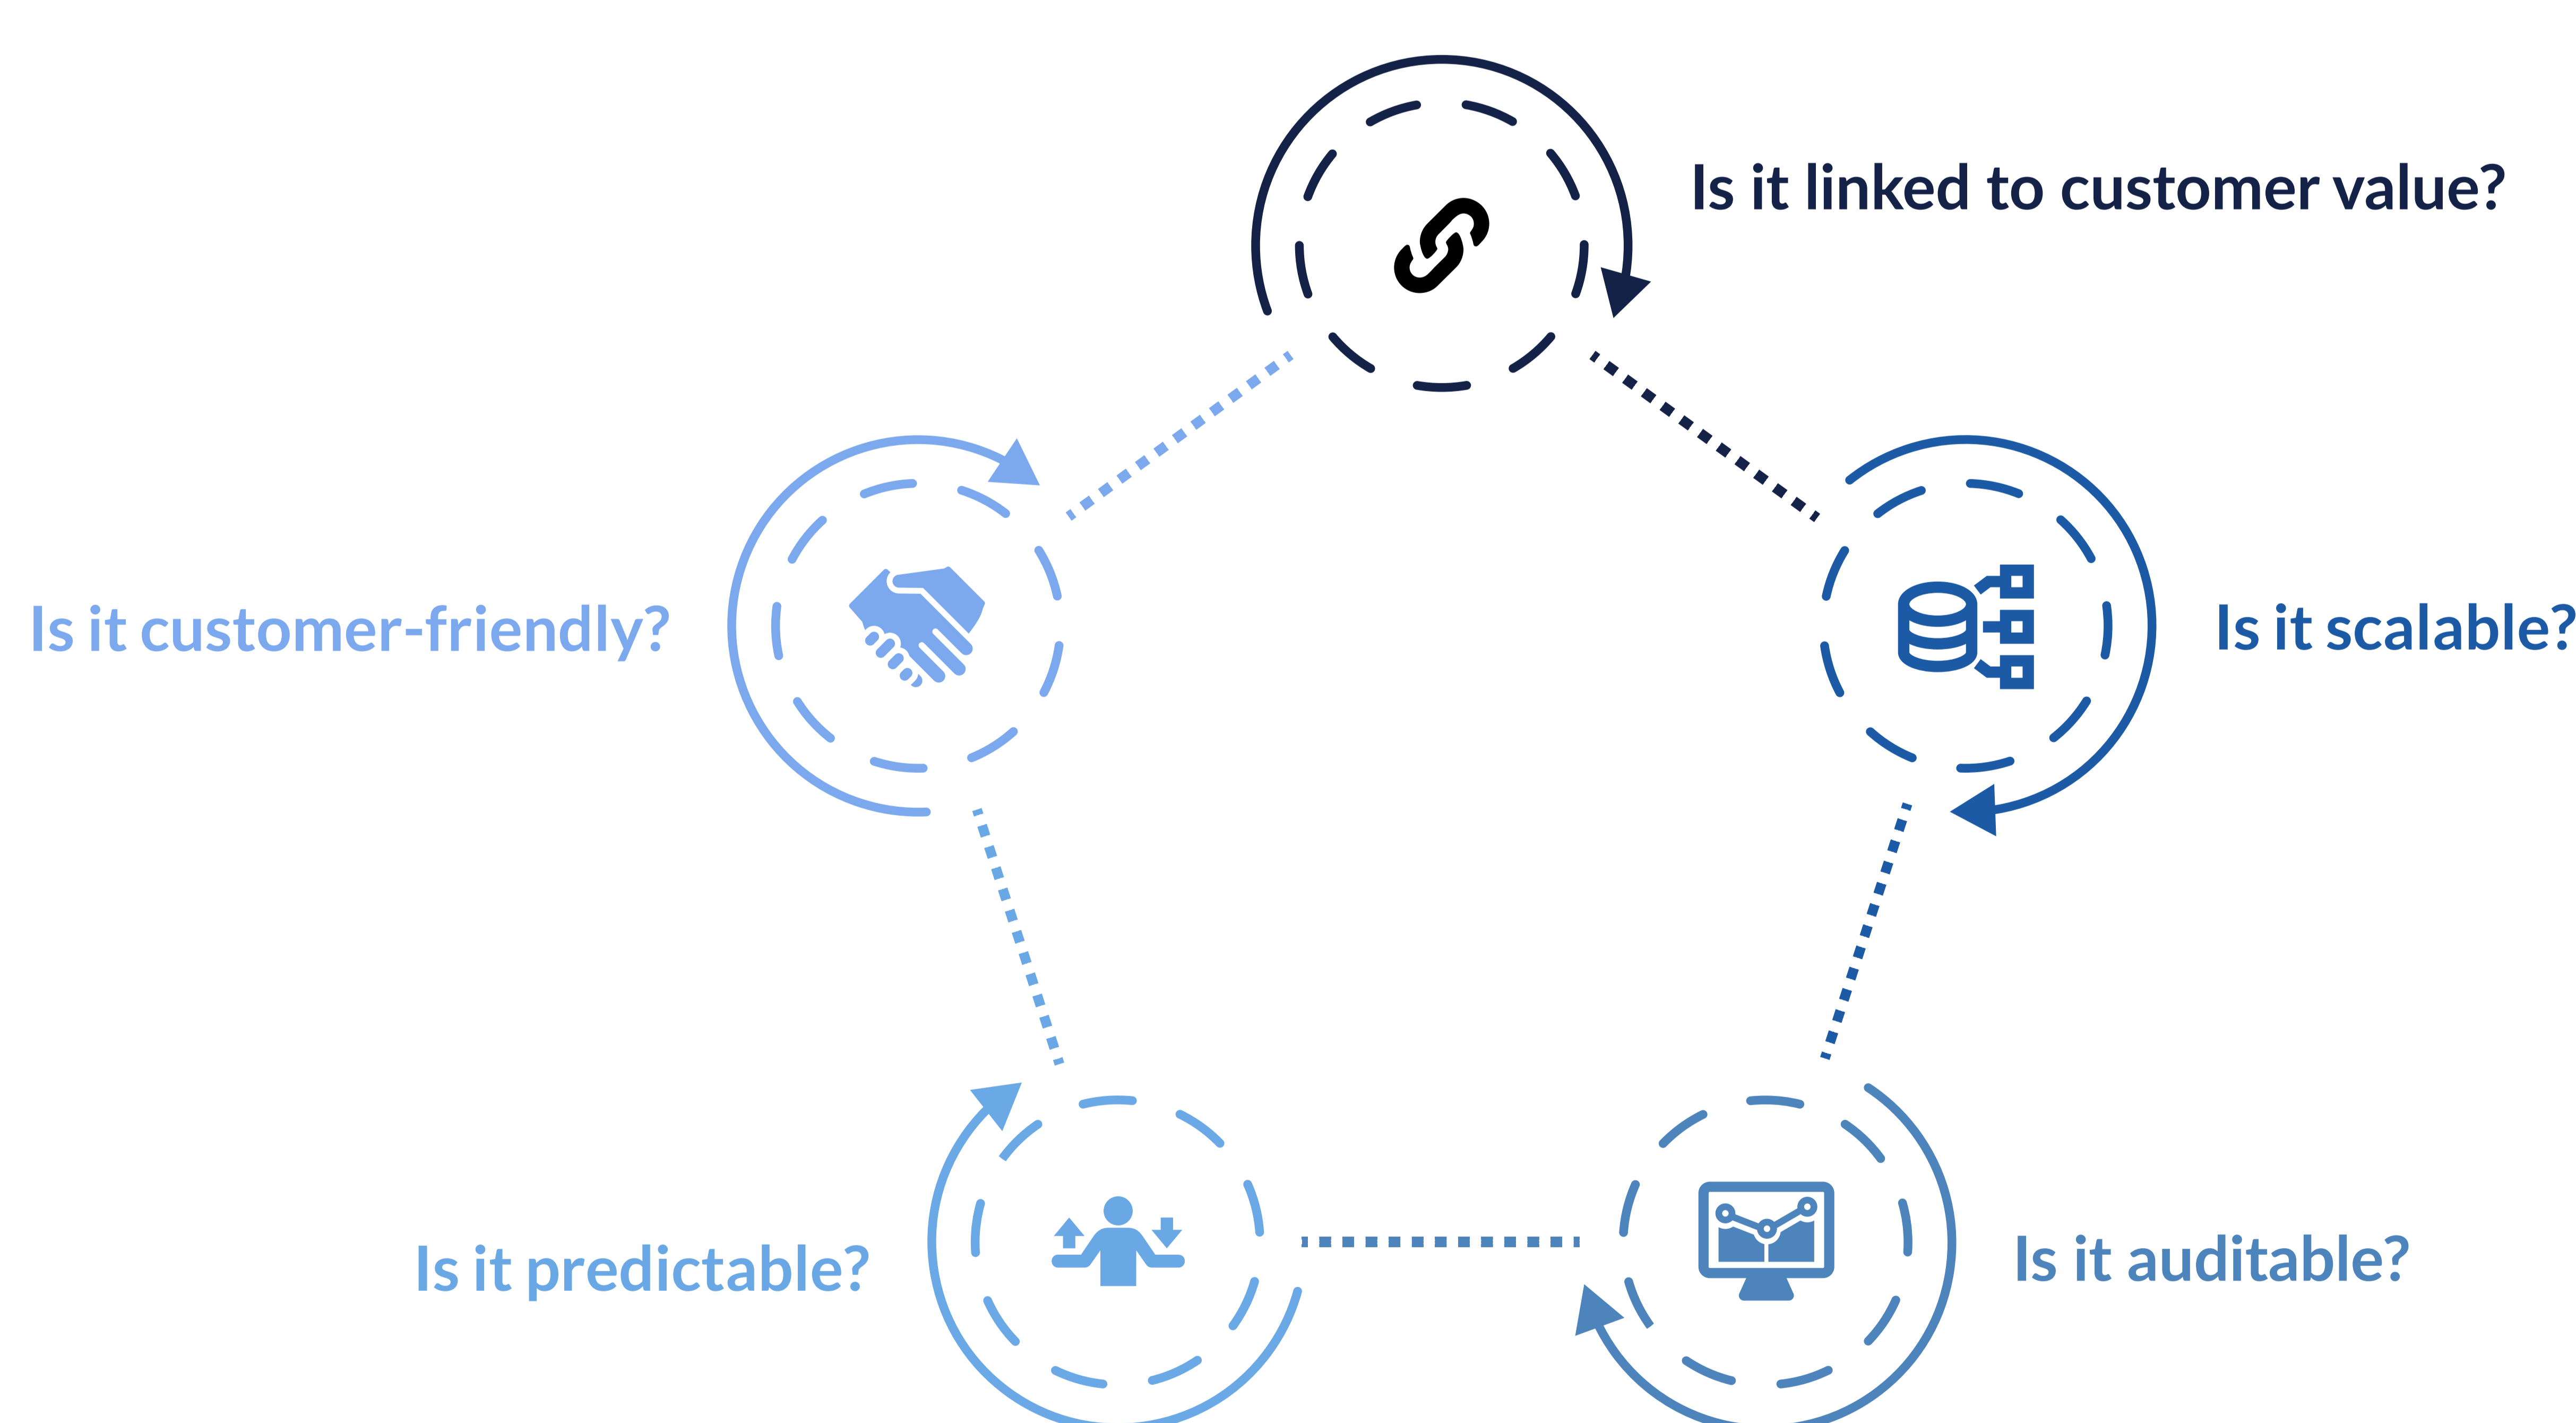 Is it linked to customer value?
Is it customer-friendly?
Is it scalable?
Is it predictable?
Is it auditable?